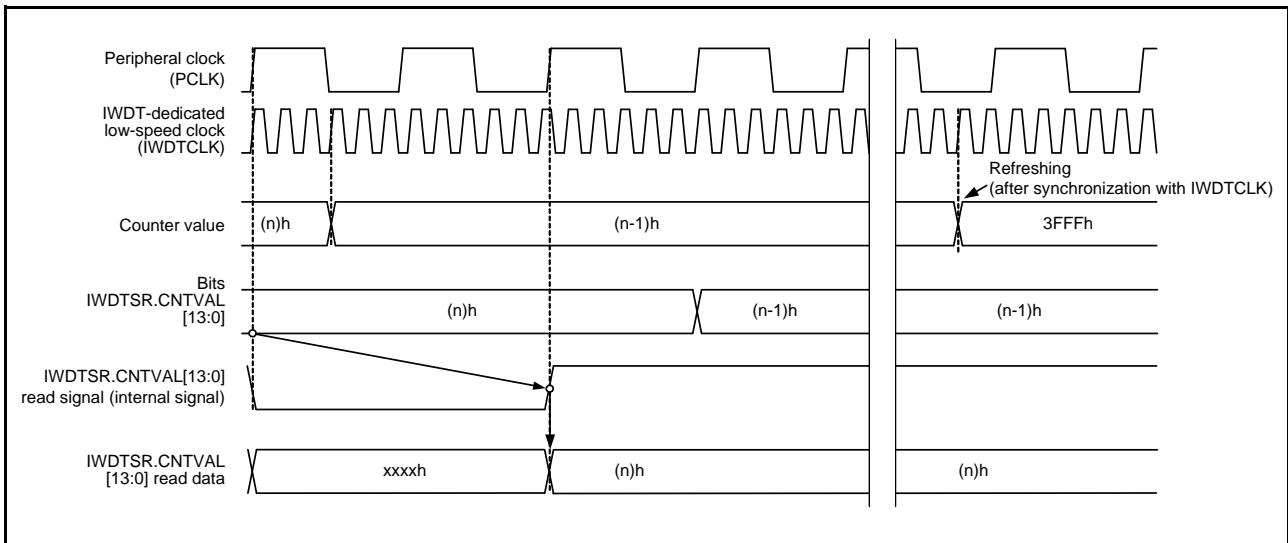 Peripheral clock
(PCLK)
IWDT-dedicated
low-speed clock
(IWDTCLK)
Refreshing
(after synchronization with IWDTCLK)
Counter value
(n)h
(n-1)h
3FFFh
Bits
IWDTSR.CNTVAL
[13:0]
(n)h
(n-1)h
(n-1)h
IWDTSR.CNTVAL[13:0]
read signal (internal signal)
IWDTSR.CNTVAL
[13:0] read data
xxxxh
(n)h
(n)h